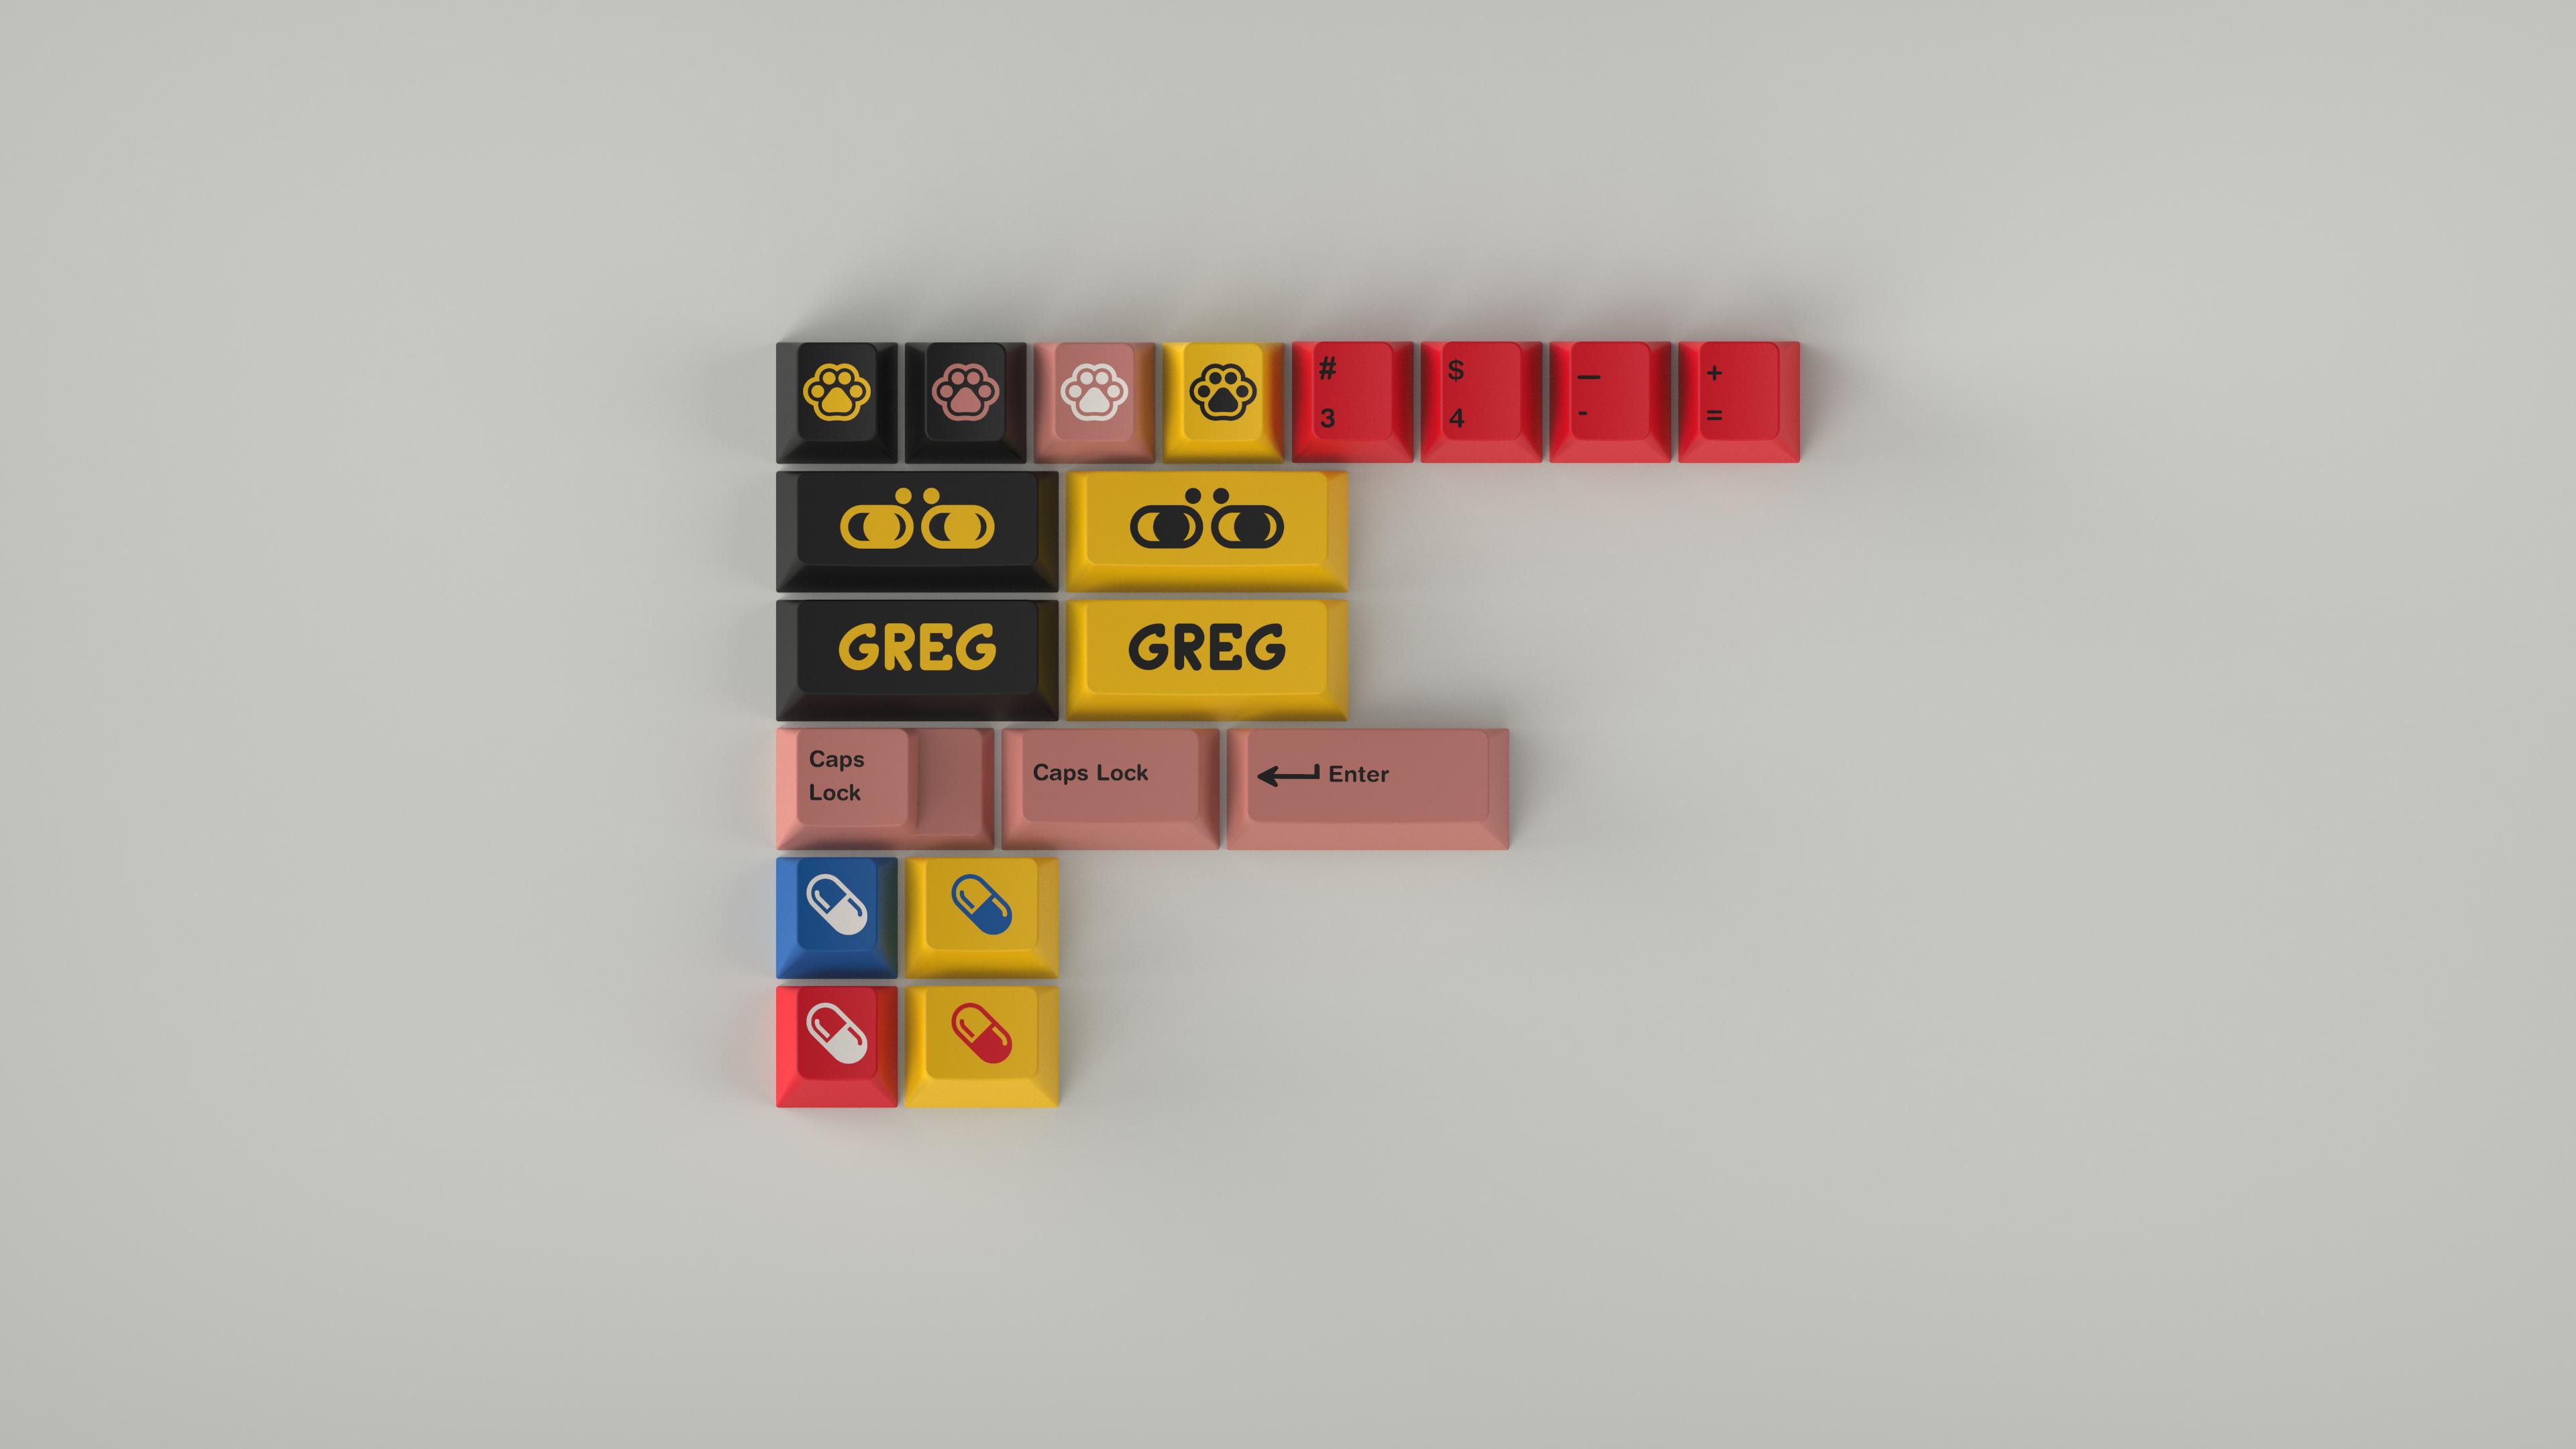 # $ _ +
3 4 - =
GREG GREG
Caps
Lock
Caps Lock
Enter